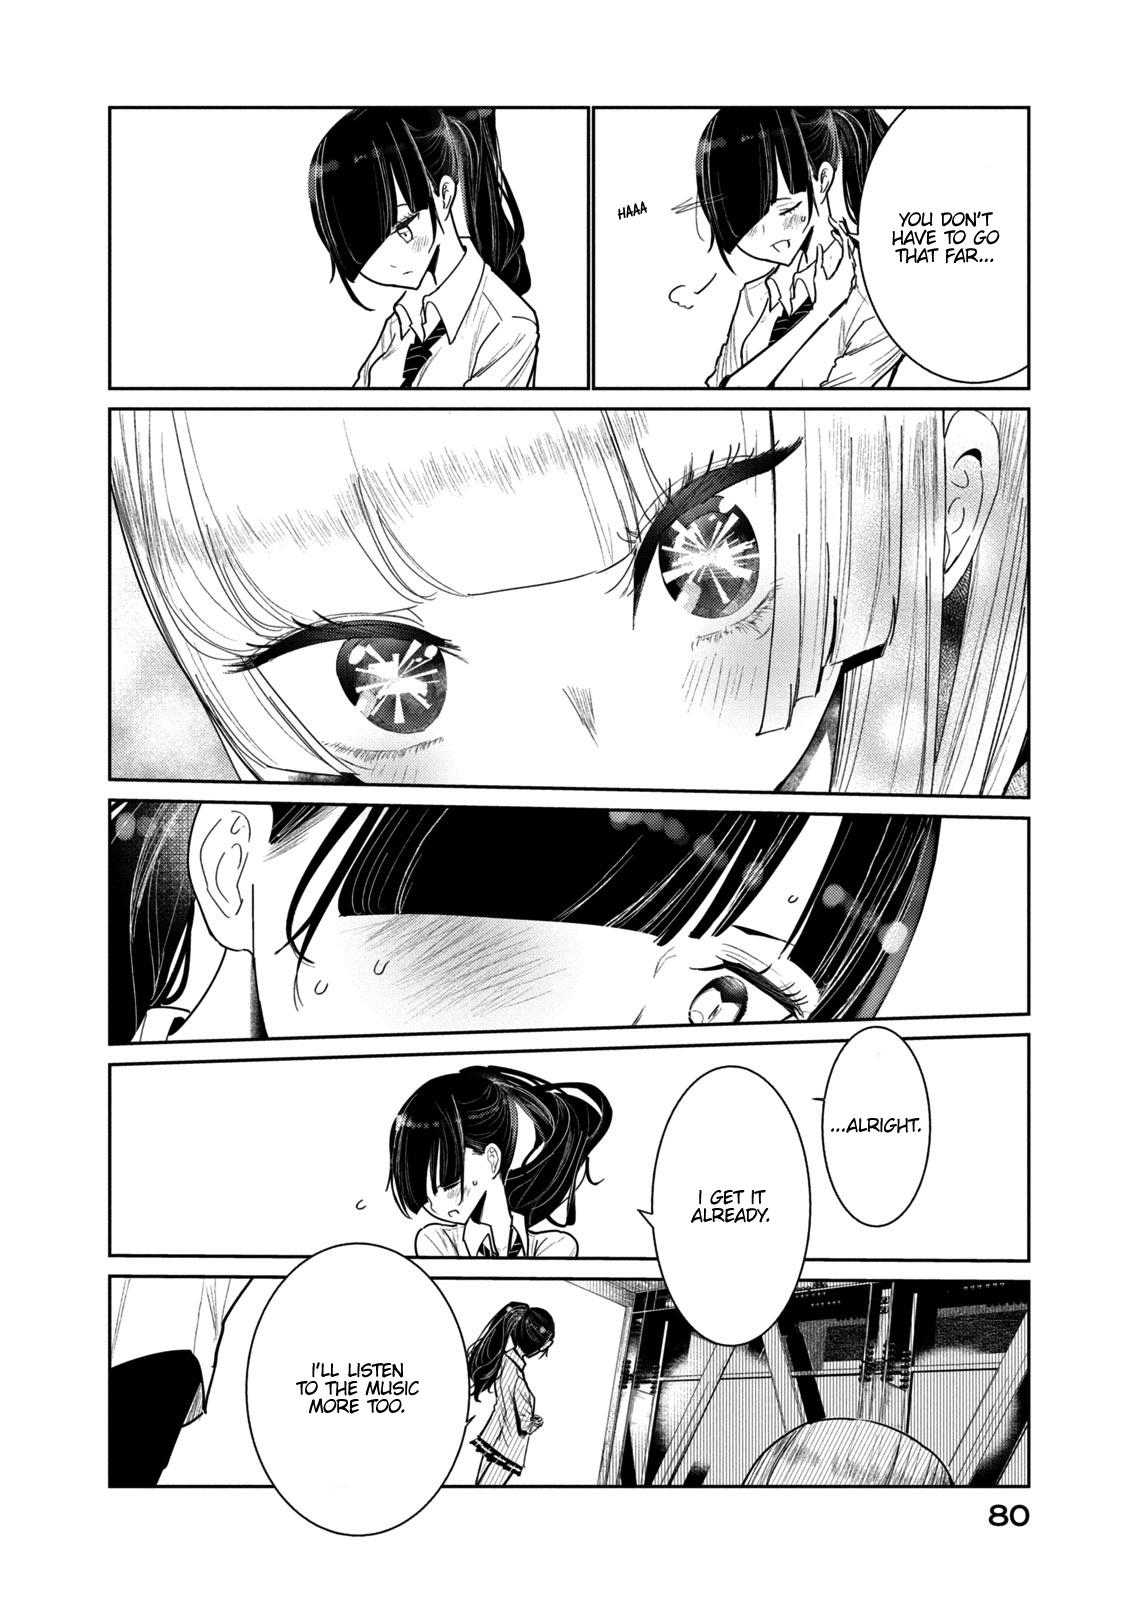 YOU DON'T
HAVE TO GO
THAT FAR...
HAAA
...ALRIGHT.
I GET IT
ALREADY.
I'LL LISTEN
TO THE MUSIC
MORE TOO.
80